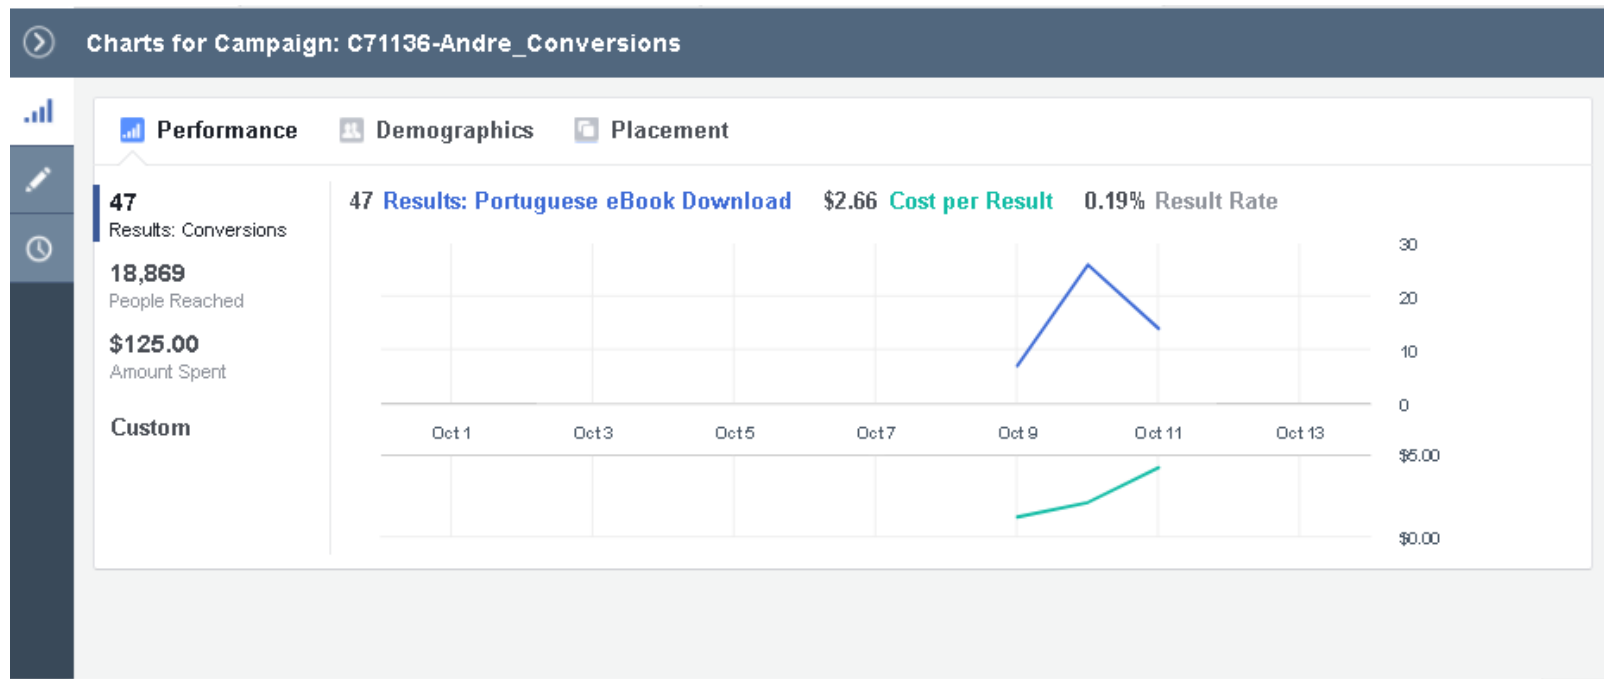 Charts for Campaign: C71136-Andre_Conversions
Performance Demographics Placement
47
Results: Conversions
18,869
People Reached
$125.00
Amount Spent
Custom
47 Results: Portuguese eBook Download $2.66 Cost per Result 0.19% Result Rate
30
20
10
0
Oct 1 Oct 3 Oct 5 Oct 7 Oct 9 Oct 11 Oct 13
$5.00
$0.00